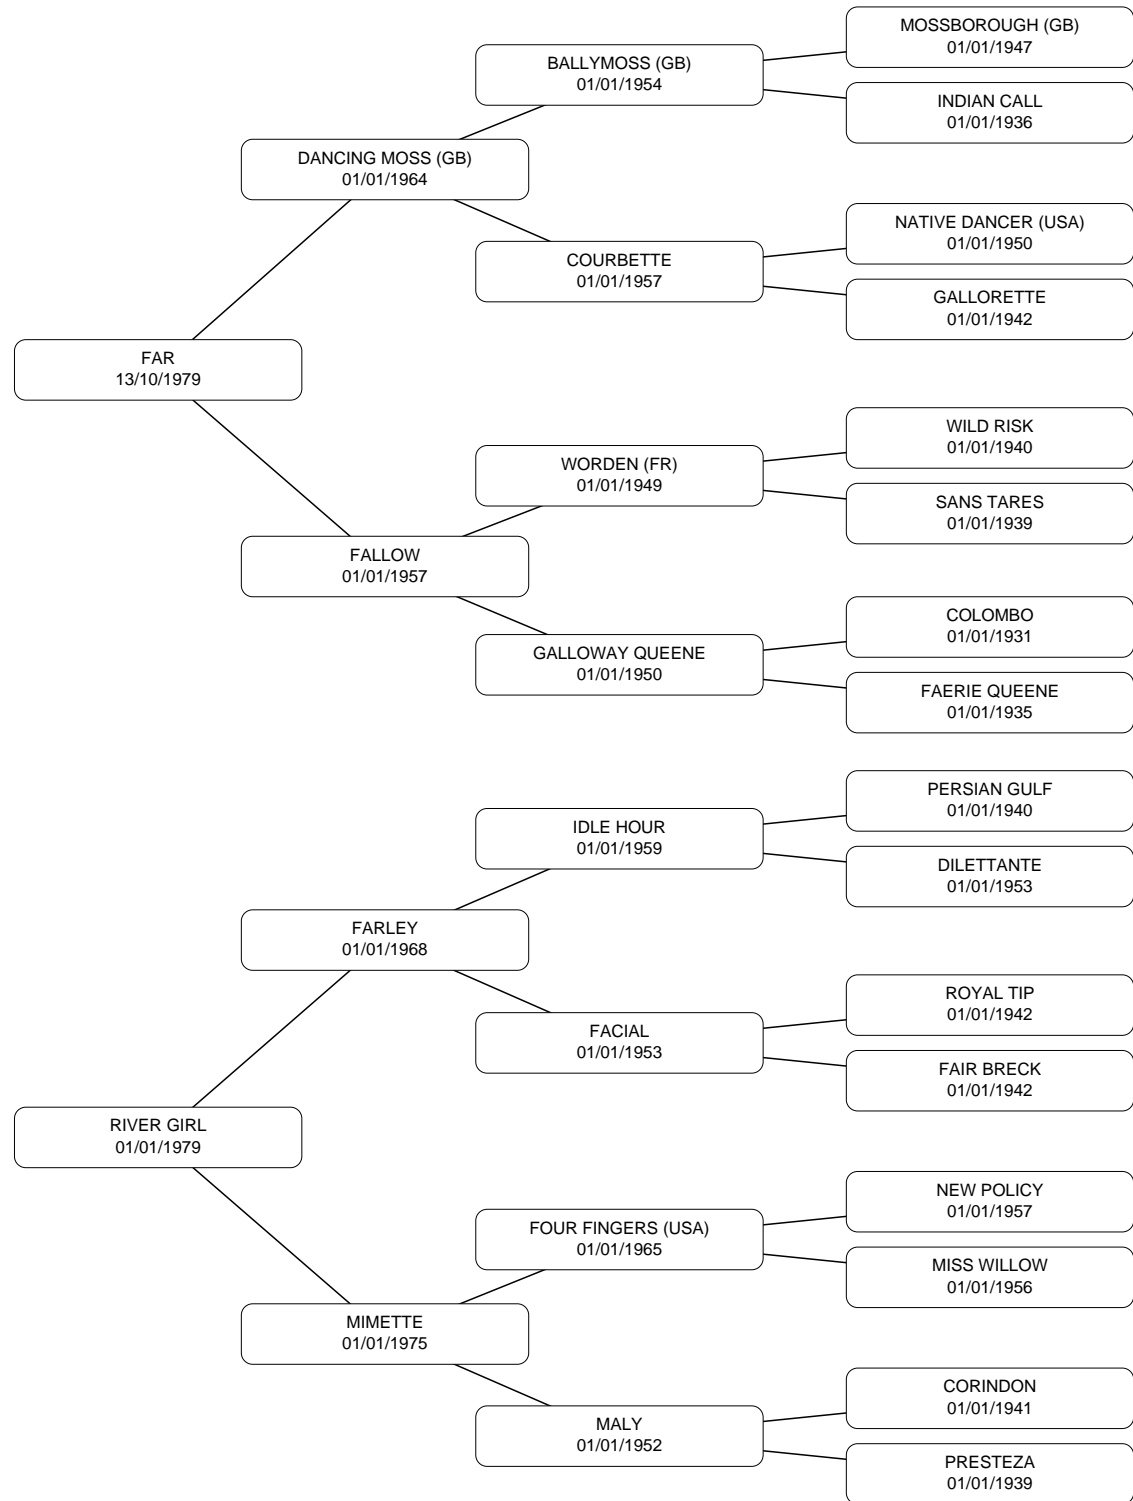 MOSSBOROUGH (GB)
01/01/1947
BALLYMOSS (GB)
01/01/1954
INDIAN CALL
01/01/1936
DANCING MOSS (GB)
01/01/1964
NATIVE DANCER (USA)
01/01/1950
COURBETTE
01/01/1957
GALLORETTE
01/01/1942
FAR
13/10/1979
WILD RISK
01/01/1940
WORDEN (FR)
01/01/1949
SANS TARES
01/01/1939
FALLOW
01/01/1957
COLOMBO
01/01/1931
GALLOWAY QUEENE
01/01/1950
FAERIE QUEENE
01/01/1935
PERSIAN GULF
01/01/1940
IDLE HOUR
01/01/1959
DILETTANTE
01/01/1953
FARLEY
01/01/1968
ROYAL TIP
01/01/1942
FACIAL
01/01/1953
FAIR BRECK
01/01/1942
RIVER GIRL
01/01/1979
NEW POLICY
01/01/1957
FOUR FINGERS (USA)
01/01/1965
MISS WILLOW
01/01/1956
MIMETTE
01/01/1975
CORINDON
01/01/1941
MALY
01/01/1952
PRESTEZA
01/01/1939